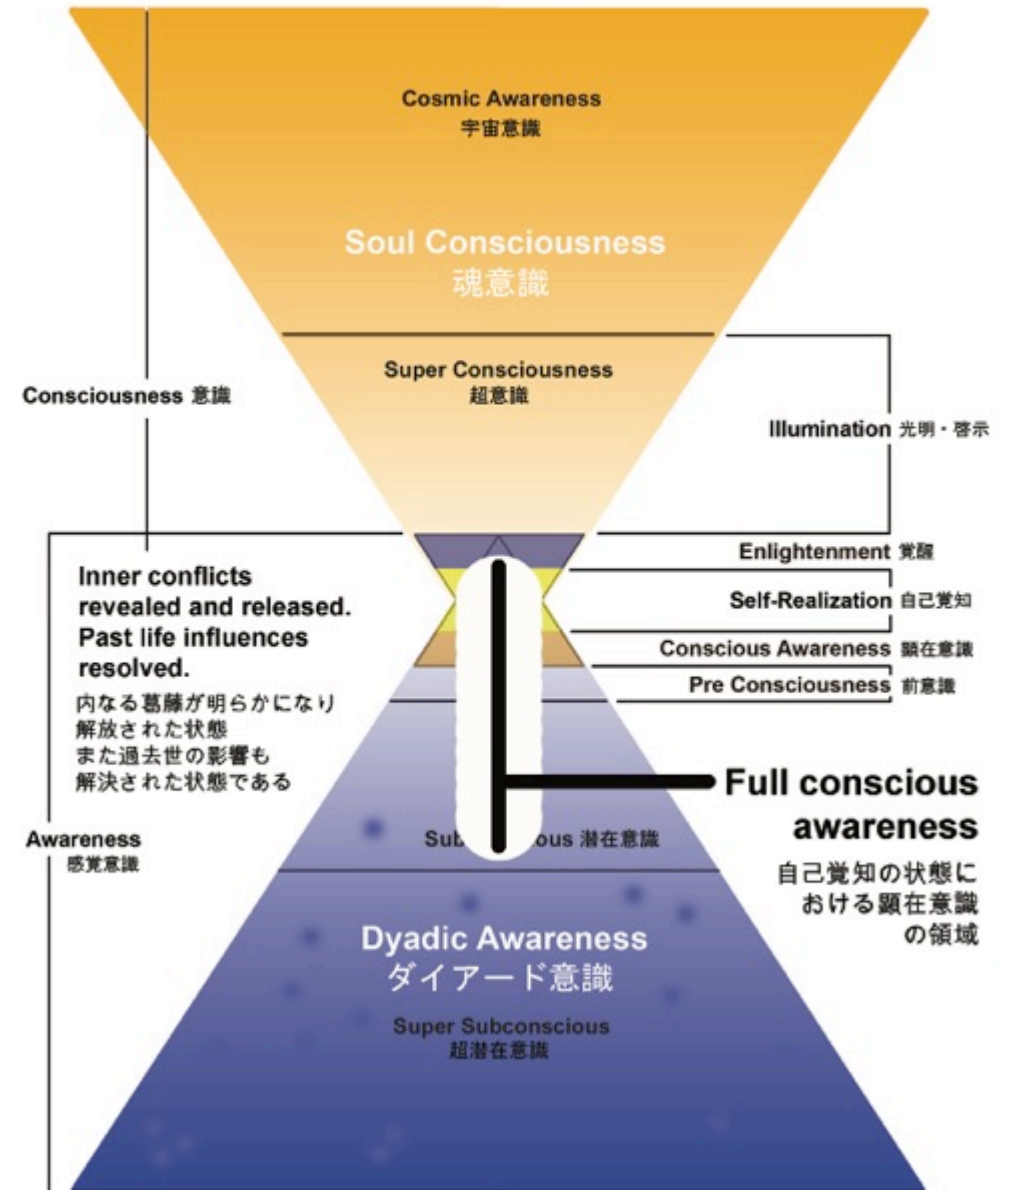 Cosmic Awareness
宇宙意識
Soul Consciousness
魂意識
Super Consciousness
超意識
Consciousness 意識
Illumination 光明・啓示
Enlightenment 覚醒
Self-Realization 自己覚知
Conscious Awareness 顕在意識
Pre Consciousness 前意識
Inner conflicts
revealed and released.
Past life influences
resolved.
内なる葛藤が明らかになり
解放された状態
また過去世の影響も
解決された状態である
Full conscious
awareness
自己覚知の状態に
おける顕在意識
の領域
Awareness
感覚意識
潜在意識
Dyadic Awareness
ダイアード意識
Super Subconscious
超潜在意識